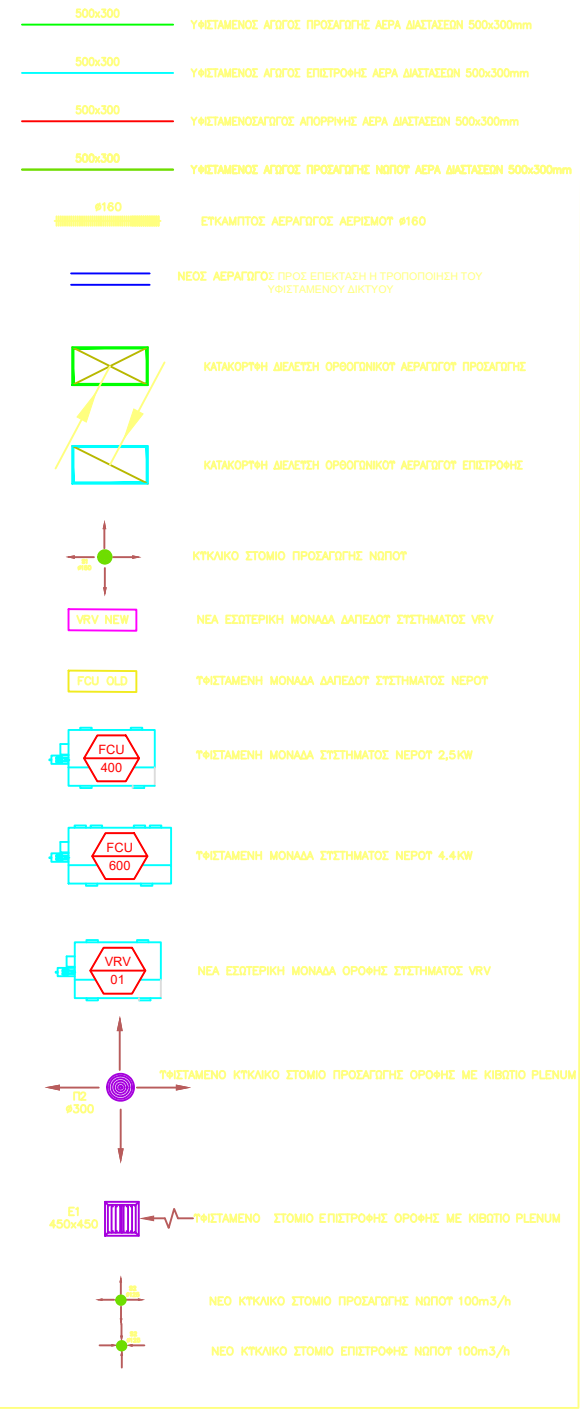 500x300
ΥΦΙΣΤΑΜΕΝΟΣ ΑΓΩΓΟΣ ΠΡΟΣΑΓΩΓΗΣ ΑΕΡΑ ΔΙΑΣΤΑΣΕΩΝ 500x300mm
500x300
ΥΦΙΣΤΑΜΕΝΟΣ ΑΓΩΓΟΣ ΕΠΙΣΤΡΟΦΗΣ ΑΕΡΑ ΔΙΑΣΤΑΣΕΩΝ 500x300mm
500x300
ΥΦΙΣΤΑΜΕΝΟΣΑΓΩΓΟΣ ΑΠΟΡΡΙΨΗΣ ΑΕΡΑ ΔΙΑΣΤΑΣΕΩΝ 500x300mm
500x300
ΥΦΙΣΤΑΜΕΝΟΣ ΑΓΩΓΟΣ ΠΡΟΣΑΓΩΓΗΣ ΝΩΠΟΥ ΑΕΡΑ ΔΙΑΣΤΑΣΕΩΝ 500x300mm
ø160
ΕΥΚΑΜΠΤΟΣ ΑΕΡΑΓΩΓΟΣ ΑΕΡΙΣΜΟΥ ø160
ΝΕΟΣ ΑΕΡΑΓΩΓΟΣ ΠΡΟΣ ΕΠΕΚΤΑΣΗ Η ΤΡΟΠΟΠΟΙΗΣΗ ΤΟΥ
ΥΦΙΣΤΑΜΕΝΟΥ ΔΙΚΤΥΟΥ
ΚΑΤΑΚΟΡΥΦΗ ΔΙΕΛΕΥΣΗ ΟΡΘΟΓΩΝΙΚΟΥ ΑΕΡΑΓΩΓΟΥ ΠΡΟΣΑΓΩΓΗΣ
ΚΑΤΑΚΟΡΥΦΗ ΔΙΕΛΕΥΣΗ ΟΡΘΟΓΩΝΙΚΟΥ ΑΕΡΑΓΩΓΟΥ ΕΠΙΣΤΡΟΦΗΣ
ΚΥΚΛΙΚΟ ΣΤΟΜΙΟ ΠΡΟΣΑΓΩΓΗΣ ΝΩΠΟΥ
VRV NEW
ΝΕΑ ΕΣΩΤΕΡΙΚΗ ΜΟΝΑΔΑ ΔΑΠΕΔΟΥ ΣΥΣΤΗΜΑΤΟΣ VRV
FCU OLD
ΥΦΙΣΤΑΜΕΝΗ ΜΟΝΑΔΑ ΔΑΠΕΔΟΥ ΣΥΣΤΗΜΑΤΟΣ ΝΕΡΟΥ
FCU
400
ΥΦΙΣΤΑΜΕΝΗ ΜΟΝΑΔΑ ΣΥΣΤΗΜΑΤΟΣ ΝΕΡΟΥ 2.5KW
FCU
600
ΥΦΙΣΤΑΜΕΝΗ ΜΟΝΑΔΑ ΣΥΣΤΗΜΑΤΟΣ ΝΕΡΟΥ 4.4KW
VRV
01
ΝΕΑ ΕΣΩΤΕΡΙΚΗ ΜΟΝΑΔΑ ΟΡΟΦΗΣ ΣΥΣΤΗΜΑΤΟΣ VRV
ΥΦΙΣΤΑΜΕΝΟ ΚΥΚΛΙΚΟ ΣΤΟΜΙΟ ΠΡΟΣΑΓΩΓΗΣ ΟΡΟΦΗΣ ΜΕ ΚΙΒΩΤΙΟ PLENUM
Π2
ø300
Ε1
450x450
ΥΦΙΣΤΑΜΕΝΟ ΣΤΟΜΙΟ ΕΠΙΣΤΡΟΦΗΣ ΟΡΟΦΗΣ ΜΕ ΚΙΒΩΤΙΟ PLENUM
ΝΕΟ ΚΥΚΛΙΚΟ ΣΤΟΜΙΟ ΠΡΟΣΑΓΩΓΗΣ ΝΩΠΟΥ 100m3/h
ΝΕΟ ΚΥΚΛΙΚΟ ΣΤΟΜΙΟ ΕΠΙΣΤΡΟΦΗΣ ΝΩΠΟΥ 100m3/h